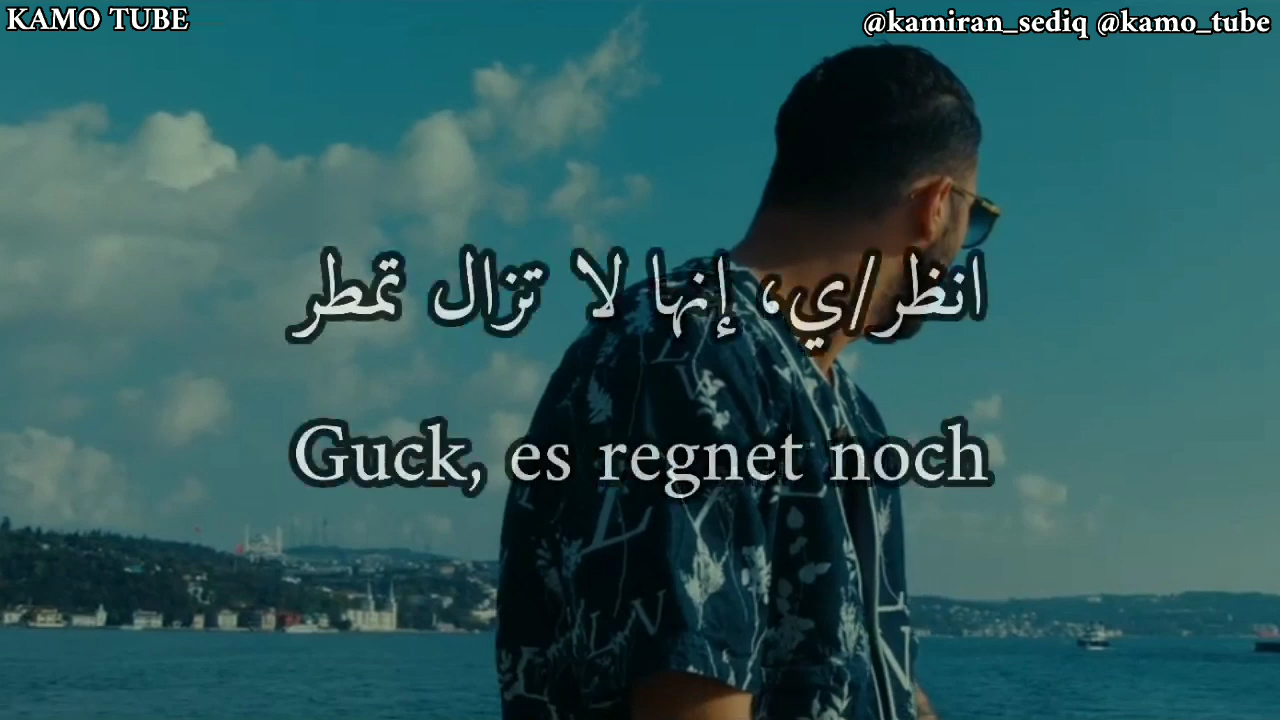 KAMO TUBE
@kamiran_sediq @kamo_tube
انظر/ي، إنها لا تزال تمطر
Guck, es regnet noch